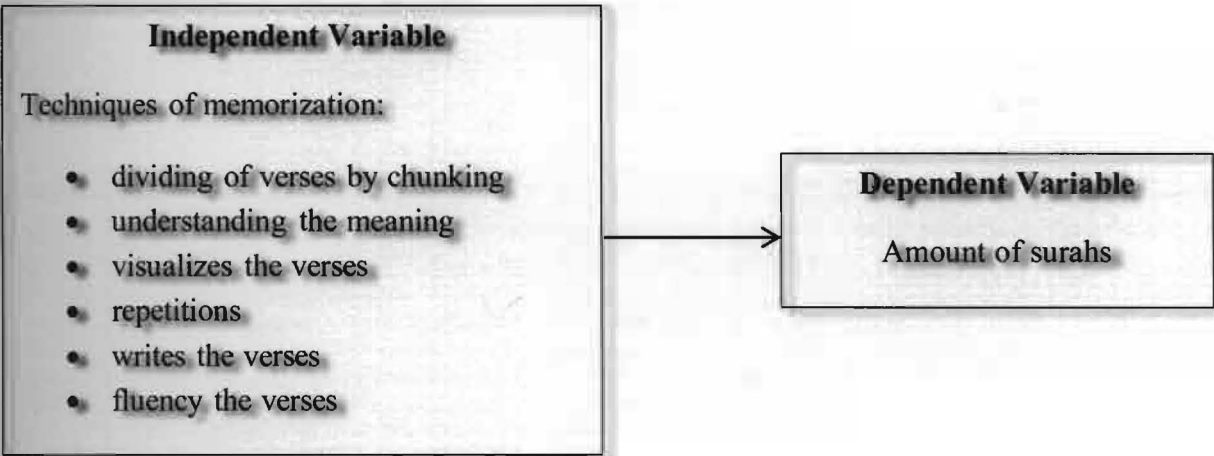 Independent Variable
Techniques of memorization:
• dividing of verses by chunking
• understanding the meaning
• visualizes the verses
• repetitions
• writes the verses
• fluency the verses
Dependent Variable
Amount of surahs